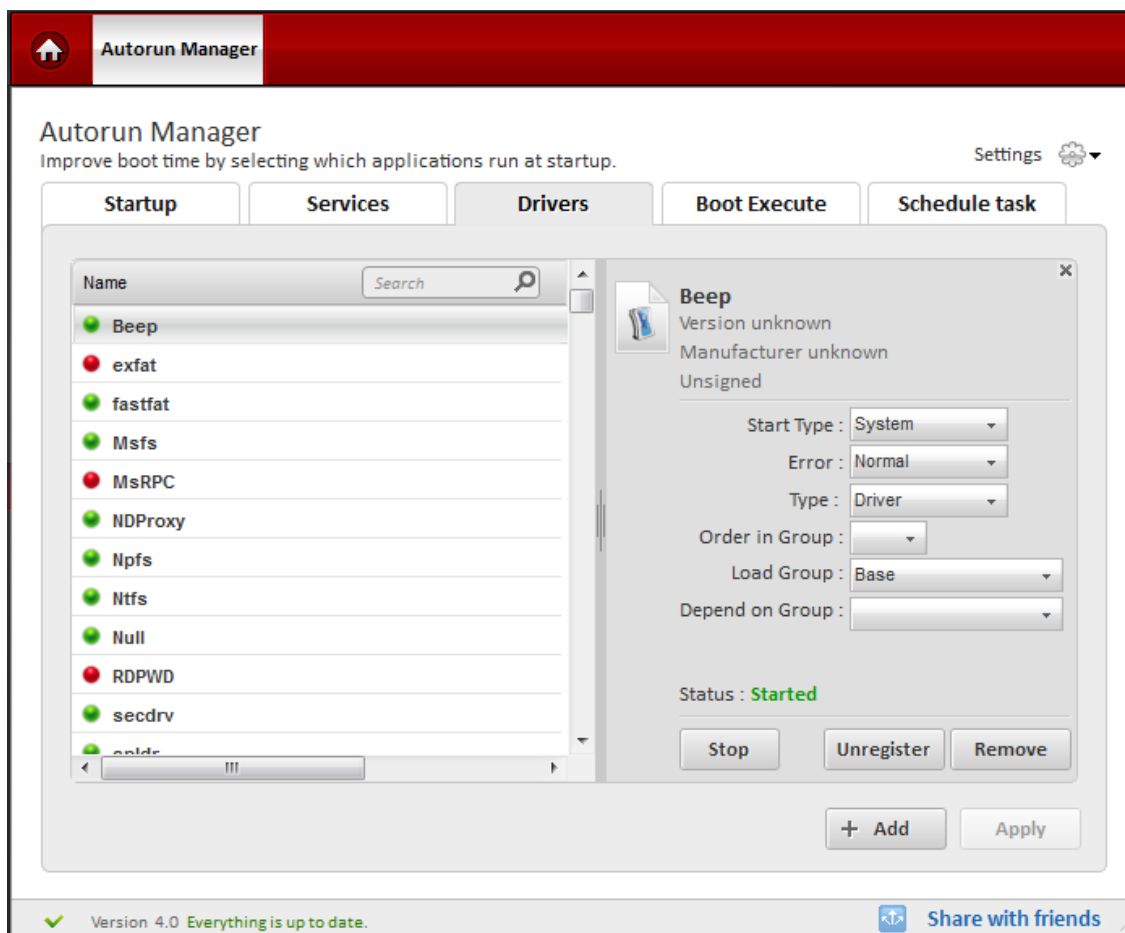 Autorun Manager
Autorun Manager
Improve boot time by selecting which applications run at startup.
Settings
Startup Services Drivers Boot Execute Schedule task
Name Search
Beep
exfat
fastfat
Msfs
MsRPC
NDProxy
Npfs
Ntfs
Null
RDPWD
secdrv
Beep
Version unknown
Manufacturer unknown
Unsigned
Start Type : System
Error : Normal
Type : Driver
Order in Group :
Load Group : Base
Depend on Group :
Status : Started
Stop Unregister Remove
+ Add Apply
Version 4.0 Everything is up to date. Share with friends